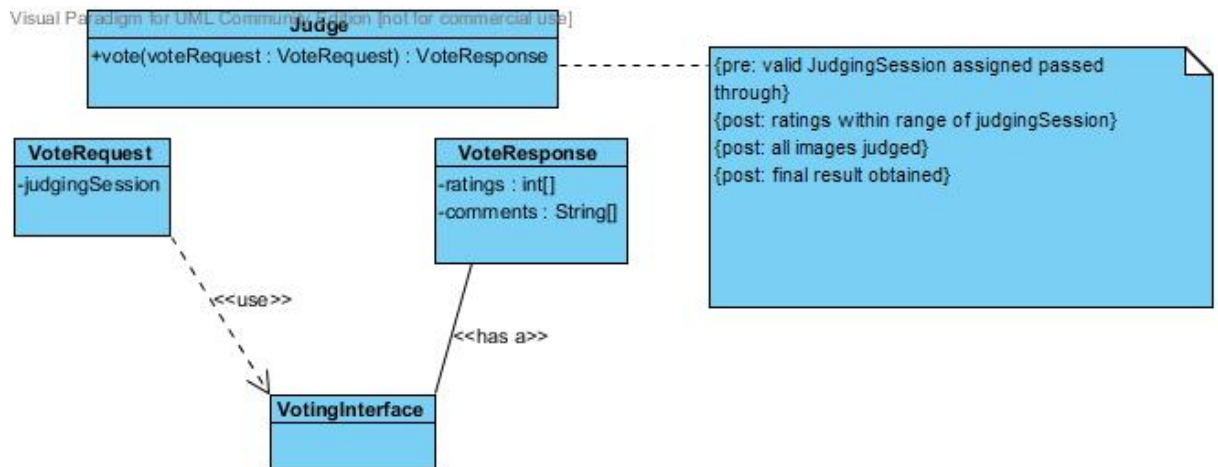 Visual Paradigm for UML Community Edition [not for commercial use]
Judge
+vote(voteRequest : VoteRequest) : VoteResponse
{pre: valid JudgingSession assigned passed
through}
{post: ratings within range of judgingSession}
{post: all images judged}
{post: final result obtained}
VoteRequest
-judgingSession
VoteResponse
-ratings : int[]
-comments : String[]
<<use>>
<<has a>>
VotingInterface